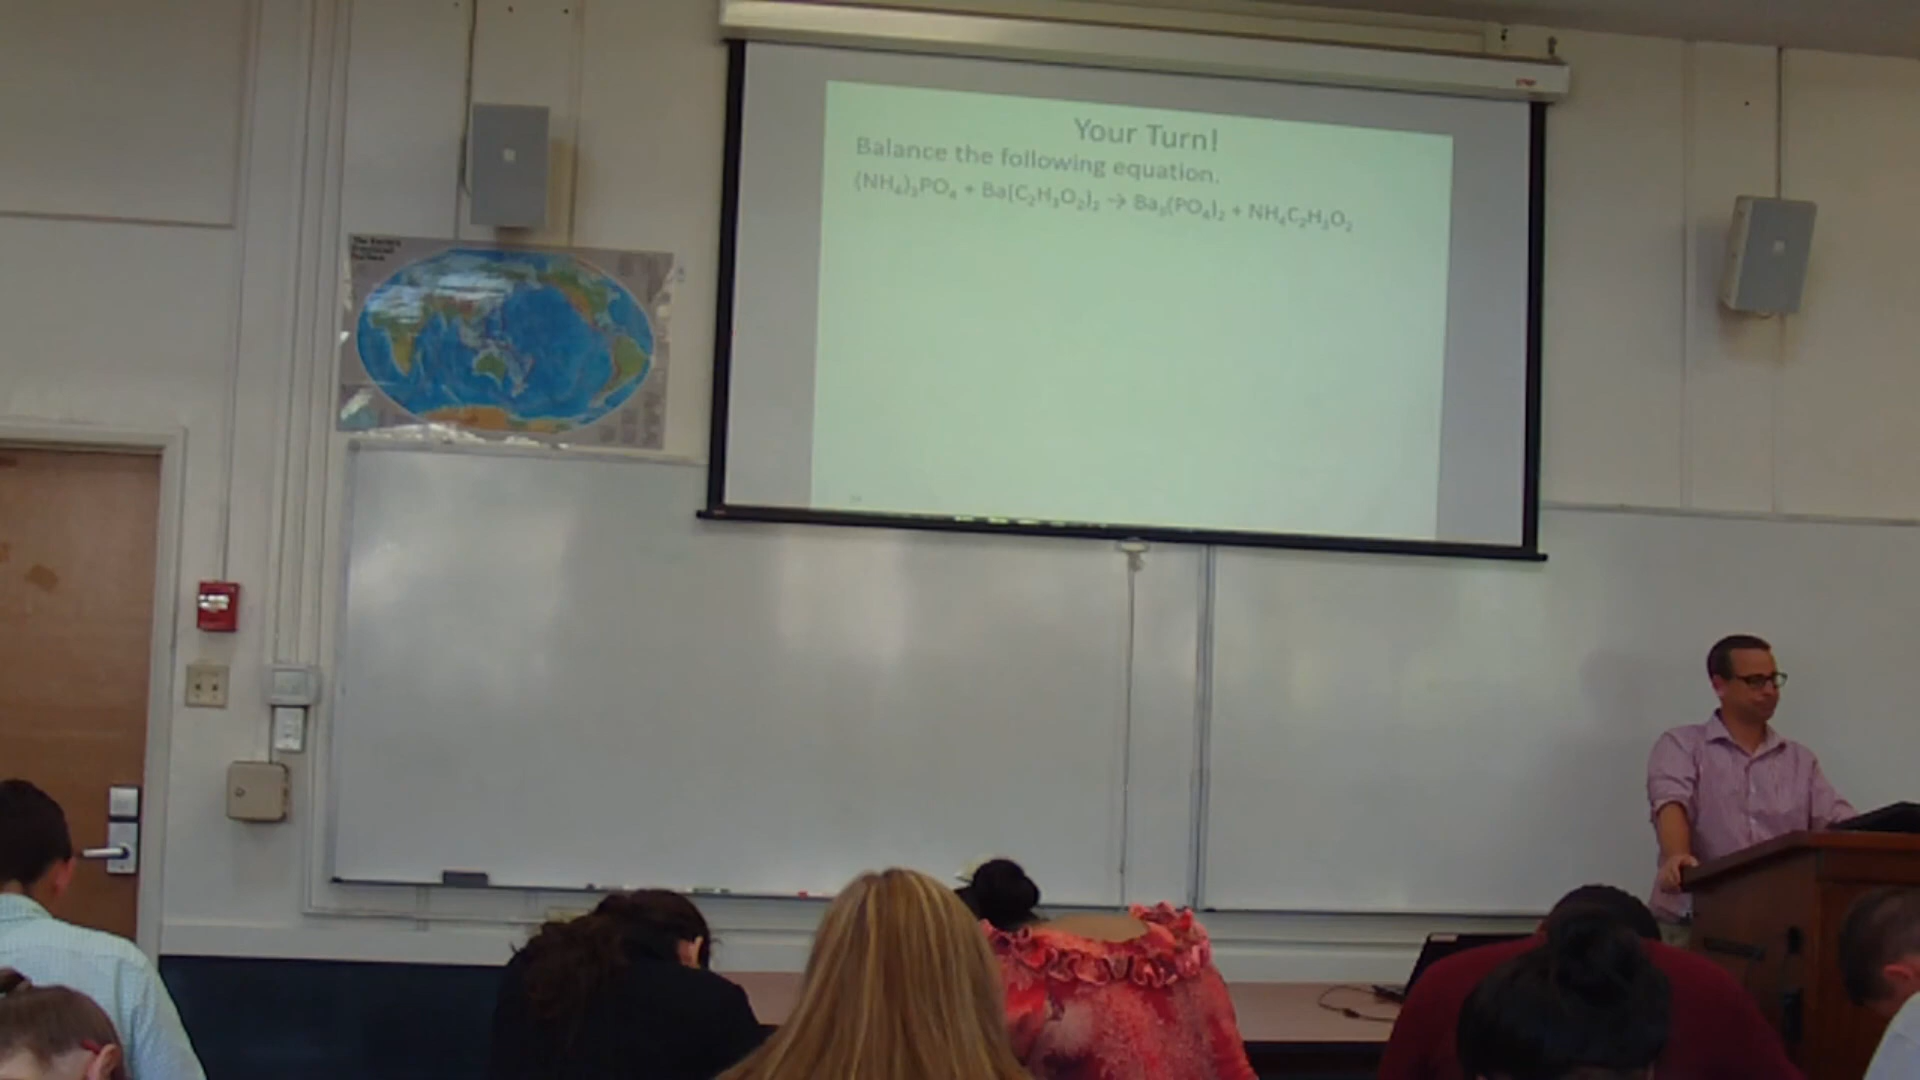 Your Turn!
Balance the following equation.
(NH₄)₃PO₄ + Ba(C₂H₃O₂)₂ → Ba₃(PO₄)₂ + NH₄C₂H₃O₂